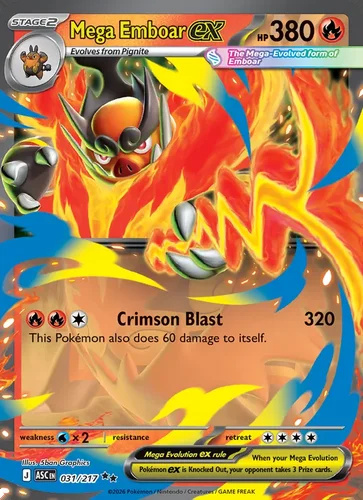 STAGE2
Mega Emboar ex
HP 380
Evolves from Pignite
The Mega-Evolved form of
Emboar
Crimson Blast 320
This Pokémon also does 60 damage to itself.
weakness ×2 resistance retreat
Illus. 5ban Graphics
Mega Evolution ex rule
When your Mega Evolution
Pokémon ex is Knocked Out, your opponent takes 3 Prize cards.
J ASC EN 031/217
©2026 Pokémon / Nintendo / Creatures / GAME FREAK